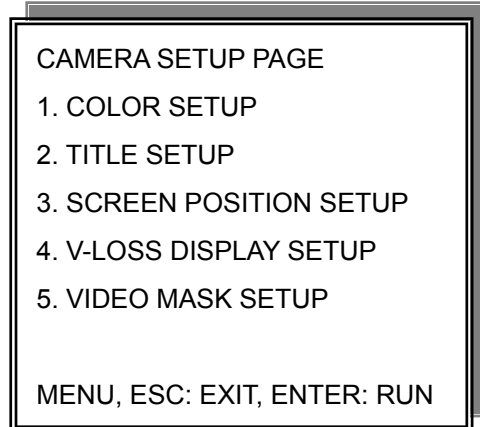 CAMERA SETUP PAGE
1. COLOR SETUP
2. TITLE SETUP
3. SCREEN POSITION SETUP
4. V-LOSS DISPLAY SETUP
5. VIDEO MASK SETUP
MENU, ESC: EXIT, ENTER: RUN